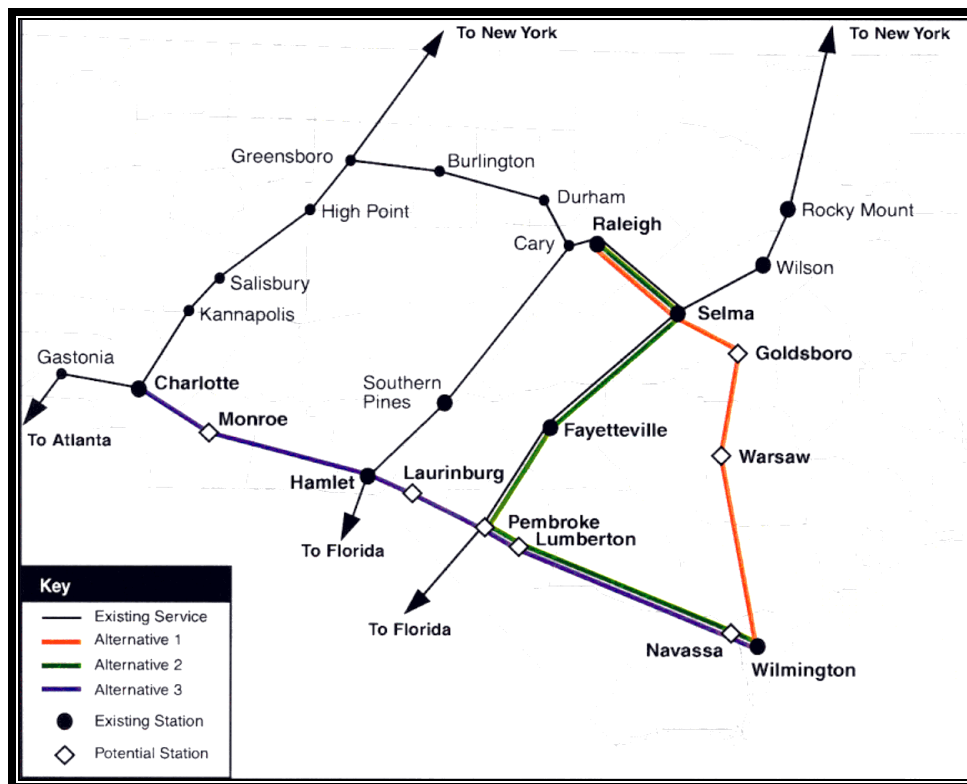 To New York
To New York
Greensboro
Burlington
Durham
High Point
Raleigh
Rocky Mount
Cary
Wilson
Salisbury
Kannapolis
Selma
Gastonia
Goldsboro
Charlotte
Southern
Pines
Monroe
To Atlanta
Fayetteville
Warsaw
Hamlet
Laurinburg
Pembroke
Lumberton
To Florida
To Florida
Navassa
Wilmington
Key
Existing Service
Alternative 1
Alternative 2
Alternative 3
Existing Station
Potential Station